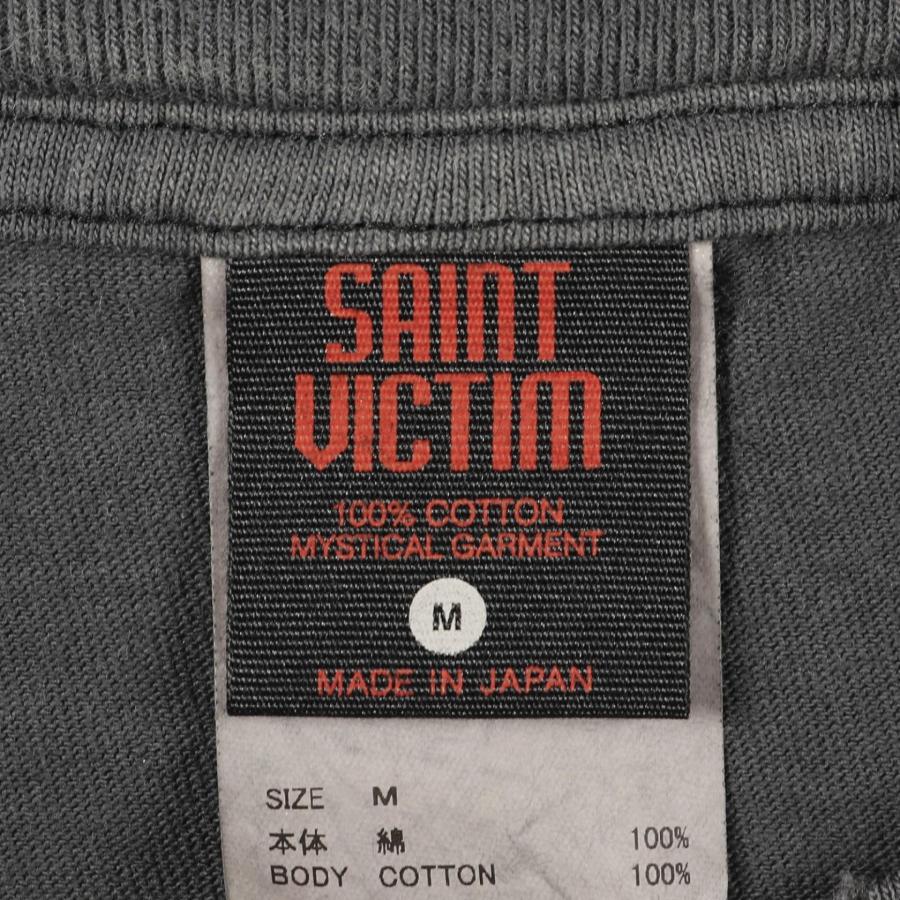 SAINT
VICTIM
100% COTTON
MYSTICAL GARMENT
M
MADE IN JAPAN
SIZE M
本体 綿 100%
BODY COTTON 100%